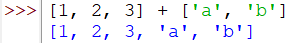 >>> [1, 2, 3] + ['a', 'b']
[1, 2, 3, 'a', 'b']